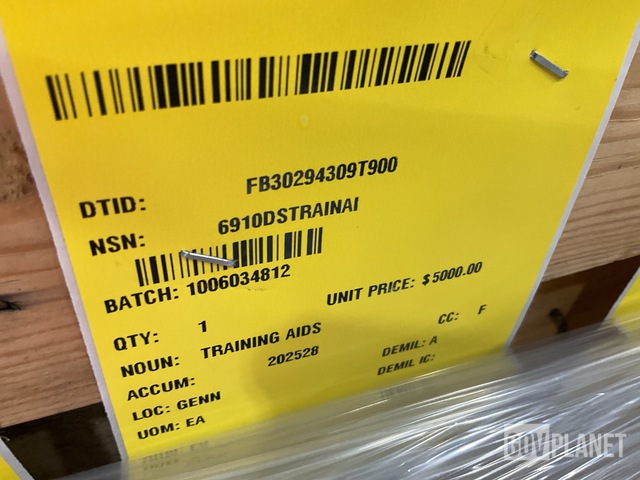 DTID: FB30294309T900
NSN: 6910DSTRAINAI
BATCH: 1006034812
QTY: 1 UNIT PRICE: $5000.00
NOUN: TRAINING AIDS CC: F
ACCUM: 202528 DEMIL: A
LOC: GENN DEMIL IC:
UOM: EA
GOVPLANET